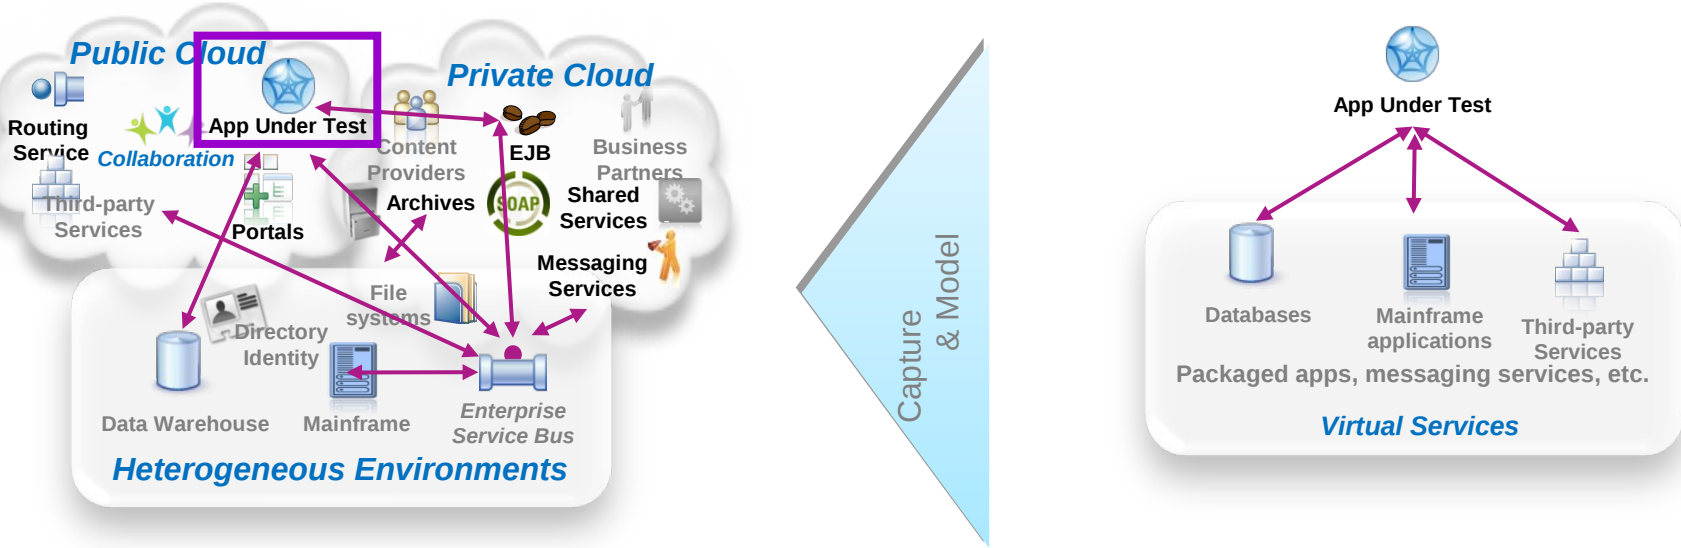 Public Cloud
Private Cloud
Routing
Service
Collaboration
App Under Test
Content
Providers
EJB
Business
Partners
Third-party
Services
Portals
Archives
SOAP
Shared
Services
Messaging
Services
File
systems
Directory
Identity
Data Warehouse
Mainframe
Enterprise
Service Bus
Heterogeneous Environments
Capture
& Model
App Under Test
Databases
Mainframe
applications
Third-party
Services
Packaged apps, messaging services, etc.
Virtual Services